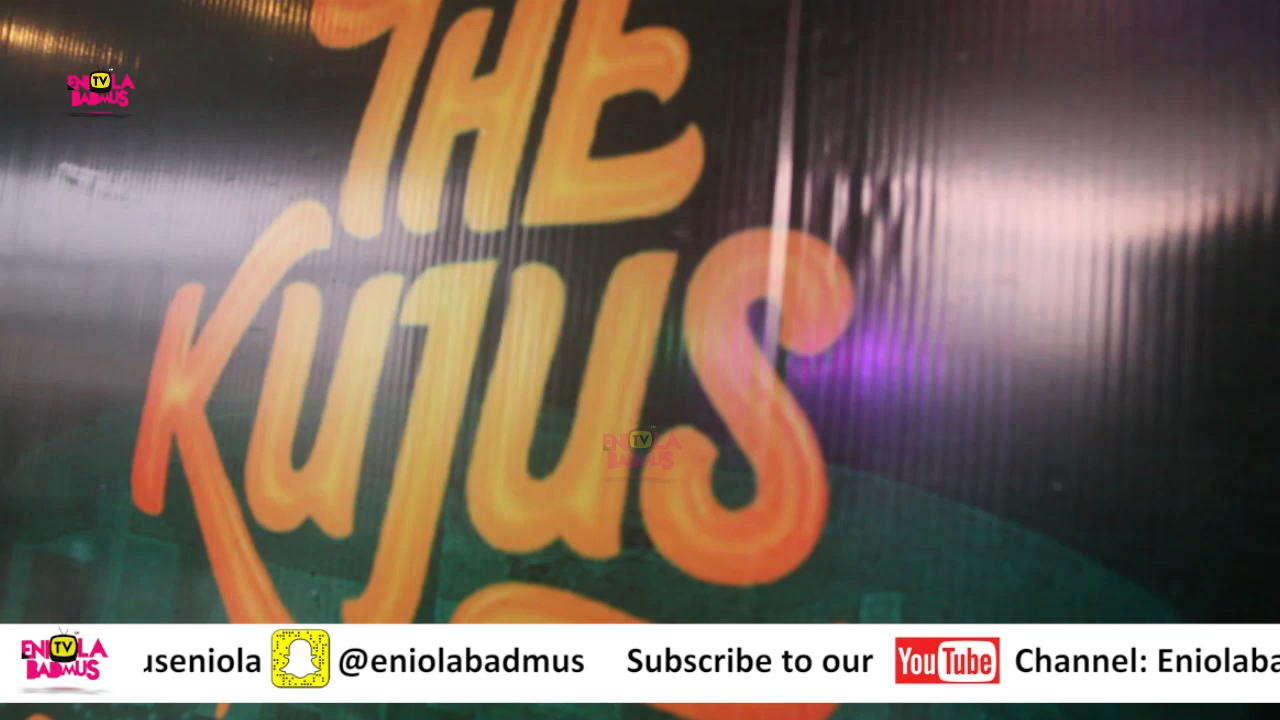 THE
KUJUS
ENIOLA
TV
BADMUS
ENIOLA
TV
BADMUS
ENIOLA
TV
BADMUS
useniola @eniolabadmus Subscribe to our YouTube Channel: Eniolaba